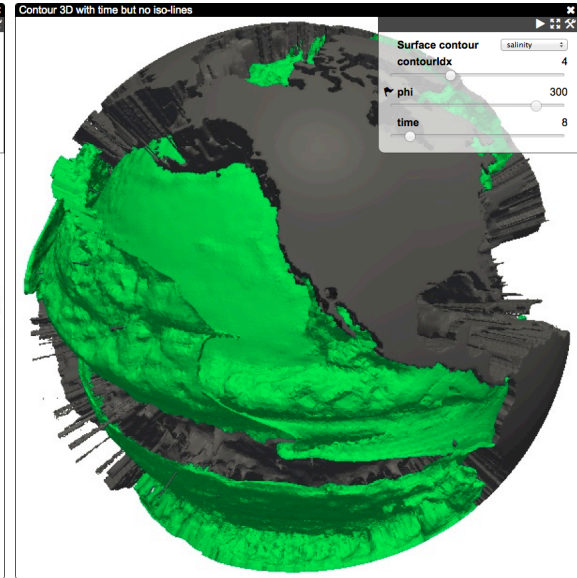 Contour 3D with time but no iso-lines
Surface contour salinity
contourIdx 4
phi 300
time 8